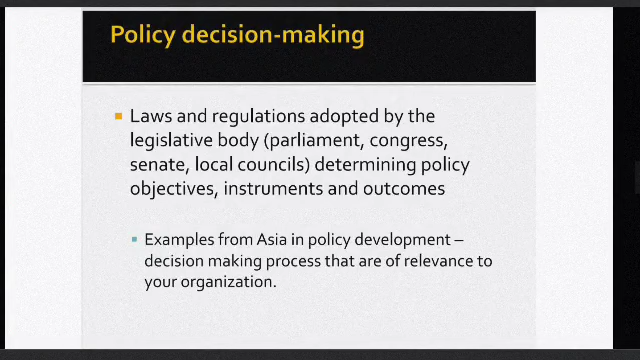 Policy decision-making
Laws and regulations adopted by the
legislative body (parliament, congress,
senate, local councils) determining policy
objectives, instruments and outcomes
Examples from Asia in policy development –
decision making process that are of relevance to
your organization.